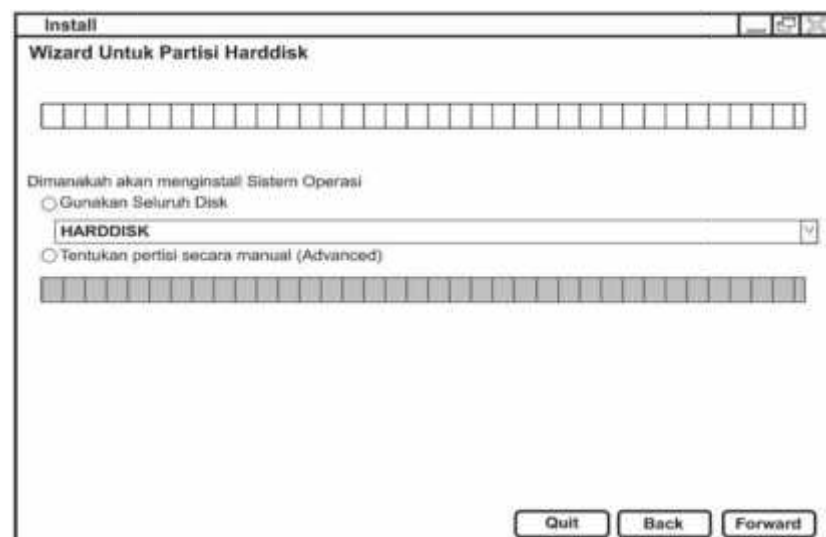 Install
Wizard Untuk Partisi Harddisk
Dimanakah akan menginstall Sistem Operasi
Gunakan Seluruh Disk
HARDDISK
Tentukan pertisi secara manual (Advanced)
Quit Back Forward